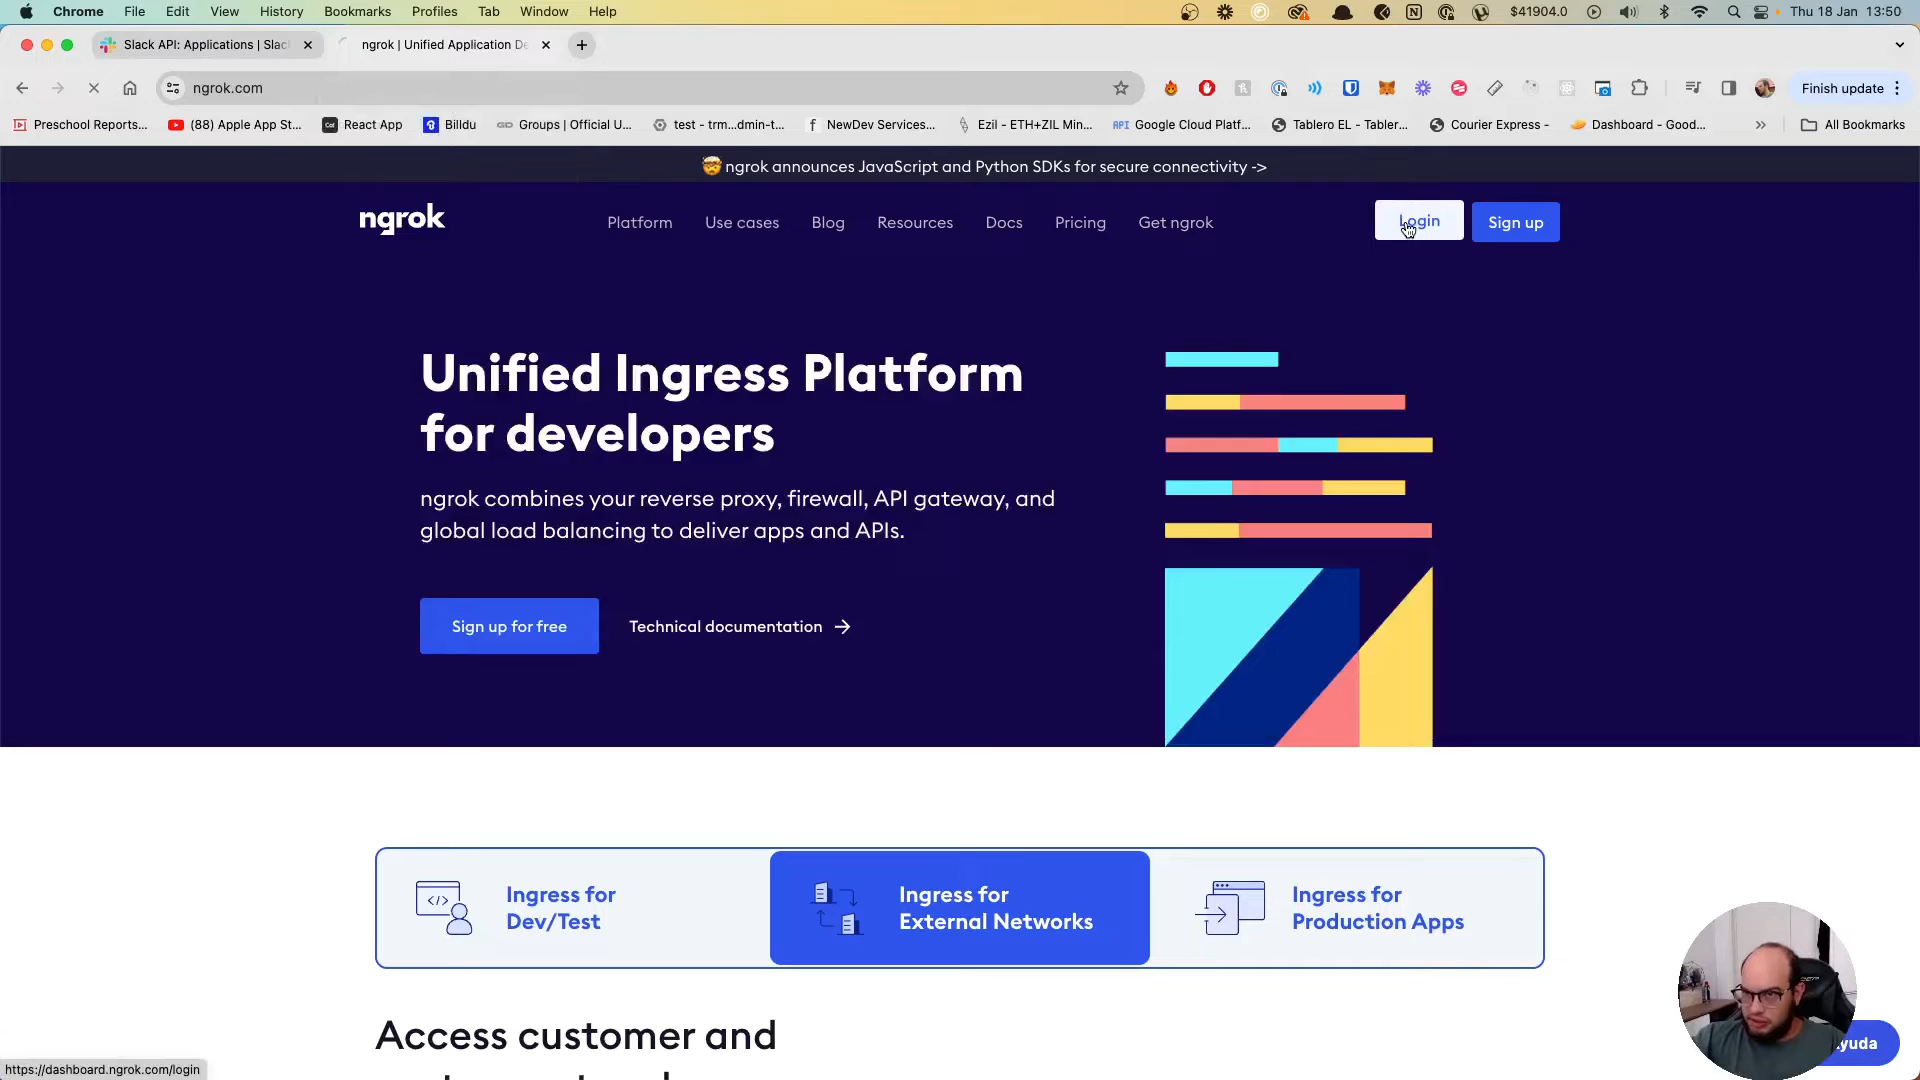 Chrome File Edit View History Bookmarks Profiles Tab Window Help $41904.0 Thu 18 Jan 13:50
Slack API: Applications | Slac ngrok | Unified Application De
ngrok.com Finish update
Preschool Reports... (88) Apple App St... React App Billdu Groups | Official U... test - trm...dmin-t... NewDev Services... Ezil - ETH+ZIL Min... API Google Cloud Platf... Tablero EL - Tabler... Courier Express - Dashboard - Good... All Bookmarks
ngrok announces JavaScript and Python SDKs for secure connectivity ->
ngrok Platform Use cases Blog Resources Docs Pricing Get ngrok Login Sign up
Unified Ingress Platform
for developers
ngrok combines your reverse proxy, firewall, API gateway, and
global load balancing to deliver apps and APIs.
Sign up for free Technical documentation →
Ingress for
Dev/Test
Ingress for
External Networks
Ingress for
Production Apps
Access customer and
https://dashboard.ngrok.com/login
yuda